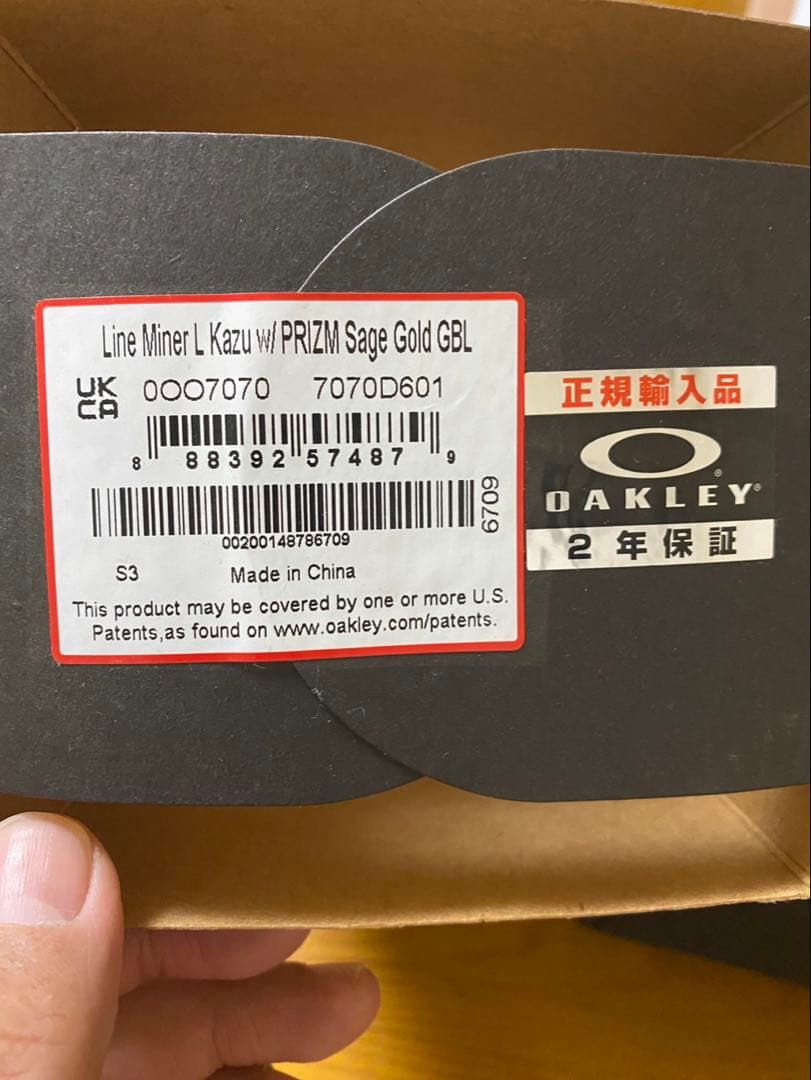 Line Miner L Kazu w/ PRIZM Sage Gold GBL
UK
CA
0OO7070 7070D601
8 88392 57487 9
00200148786709
6709
S3 Made in China
This product may be covered by one or more U.S.
Patents,as found on www.oakley.com/patents.
正規輸入品
OAKLEY®
2年保証